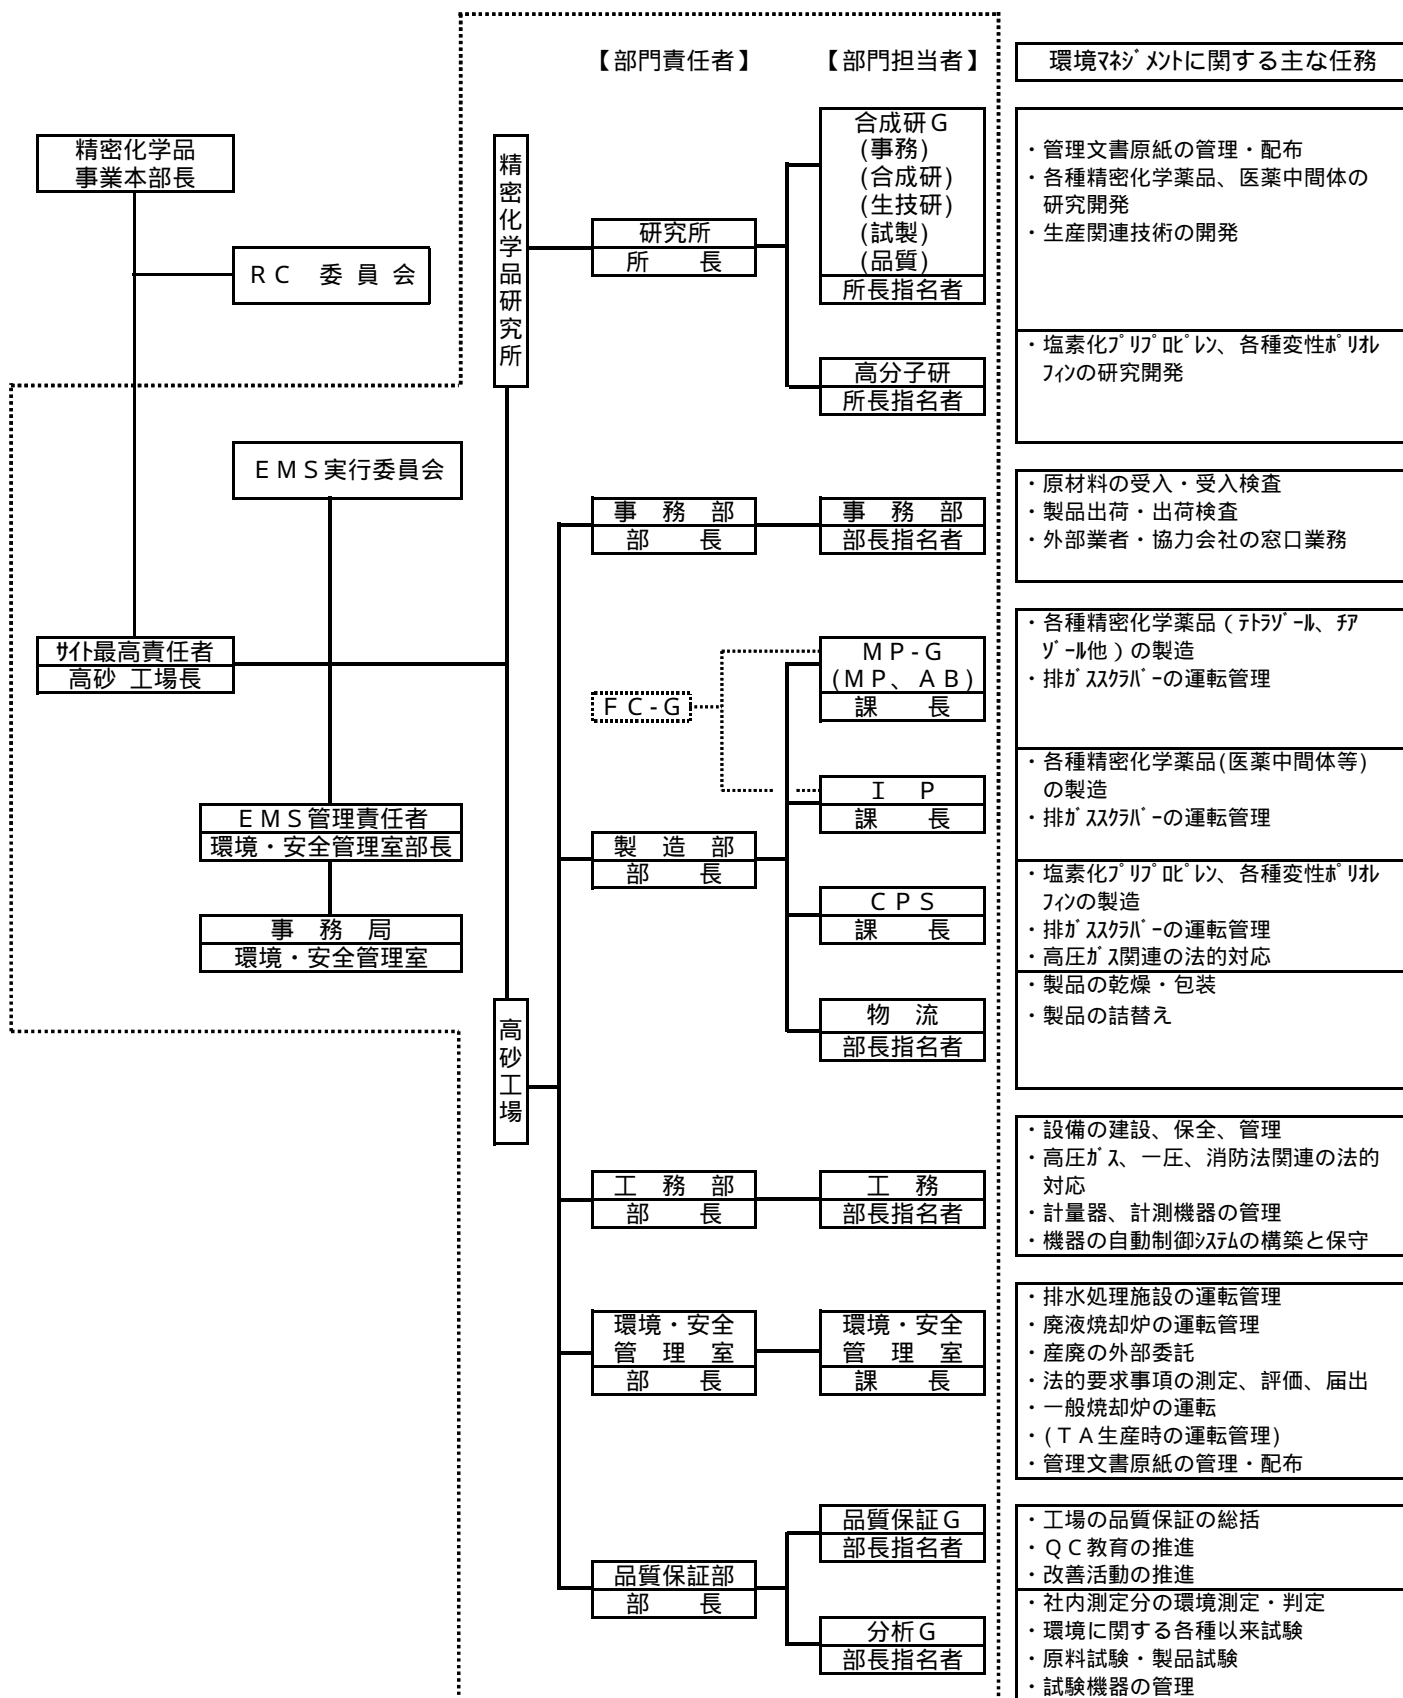 【部門責任者】
【部門担当者】
環境ﾏﾈｼﾞﾒﾝﾄに関する主な任務
精密化学品
事業本部長
ＲＣ　委 員 会
ＥＭＳ実行委員会
ｻｲﾄ最高責任者
高砂 工場長
ＥＭＳ管理責任者
環境・安全管理室部長
事　務　局
環境・安全管理室
精密化学品研究所
研究所
所　　長
合成研Ｇ
(事務)
(合成研)
(生技研)
(試製)
(品質)
所長指名者
・管理文書原紙の管理・配布
・各種精密化学薬品、医薬中間体の
研究開発
・生産関連技術の開発
高分子研
所長指名者
・塩素化ﾌﾟﾘﾌﾟﾛﾋﾟﾚﾝ、各種変性ﾎﾟﾘｵﾚ
ﾌｨﾝの研究開発
高砂工場
事　務　部
部　　長
事　務　部
部長指名者
・原材料の受入・受入検査
・製品出荷・出荷検査
・外部業者・協力会社の窓口業務
製　造　部
部　　長
ＦＣ-Ｇ
ＭＰ-Ｇ
(ＭＰ、ＡＢ)
課　　長
・各種精密化学薬品（ﾃﾄﾗｿﾞｰﾙ、ﾁｱ
ｿﾞｰﾙ他）の製造
・排ｶﾞｽｽｸﾗﾊﾞｰの運転管理
Ｉ　Ｐ
課　　長
・各種精密化学薬品(医薬中間体等)
の製造
・排ｶﾞｽｽｸﾗﾊﾞｰの運転管理
ＣＰＳ
課　　長
・塩素化ﾌﾟﾘﾌﾟﾛﾋﾟﾚﾝ、各種変性ﾎﾟﾘｵﾚ
ﾌｨﾝの製造
・排ｶﾞｽｽｸﾗﾊﾞｰの運転管理
・高圧ｶﾞｽ関連の法的対応
物　流
部長指名者
・製品の乾燥・包装
・製品の詰替え
工　務　部
部　　長
工　務
部長指名者
・設備の建設、保全、管理
・高圧ｶﾞｽ、一圧、消防法関連の法的
対応
・計量器、計測機器の管理
・機器の自動制御ｼｽﾃﾑの構築と保守
環境・安全
管　理　室
部　　長
環境・安全
管　理　室
課　　長
・排水処理施設の運転管理
・廃液焼却炉の運転管理
・産廃の外部委託
・法的要求事項の測定、評価、届出
・一般焼却炉の運転
・(ＴＡ生産時の運転管理)
・管理文書原紙の管理・配布
品質保証部
部　　長
品質保証Ｇ
部長指名者
・工場の品質保証の総括
・ＱＣ教育の推進
・改善活動の推進
分析Ｇ
部長指名者
・社内測定分の環境測定・判定
・環境に関する各種以来試験
・原料試験・製品試験
・試験機器の管理